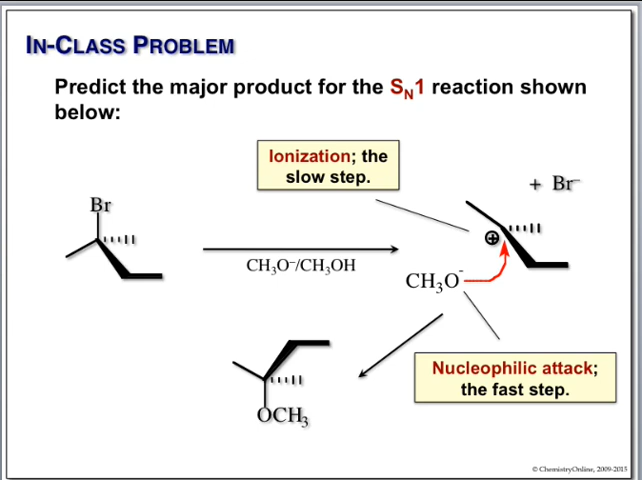 IN-CLASS PROBLEM
Predict the major product for the SN1 reaction shown
below:
Ionization; the
slow step.
+ Br–
Br
CH3O–/CH3OH
CH3O-
Nucleophilic attack;
the fast step.
OCH3
© ChemistryOnline, 2009-2015